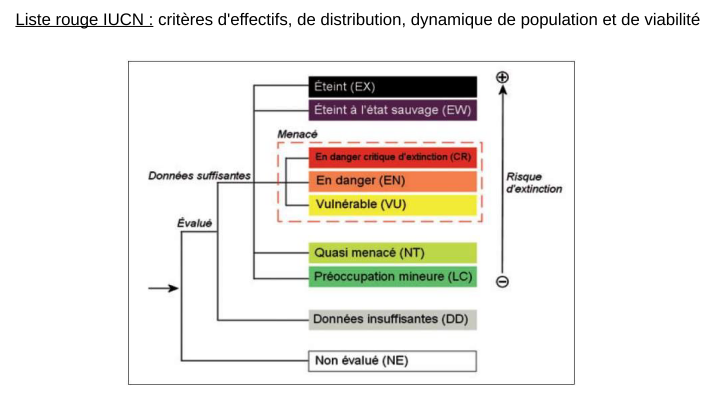 Liste rouge IUCN : critères d'effectifs, de distribution, dynamique de population et de viabilité
Éteint (EX)
Éteint à l'état sauvage (EW)
Menacé
En danger critique d'extinction (CR)
Données suffisantes
En danger (EN)
Risque
d'extinction
Vulnérable (VU)
Évalué
Quasi menacé (NT)
Préoccupation mineure (LC)
Données insuffisantes (DD)
Non évalué (NE)